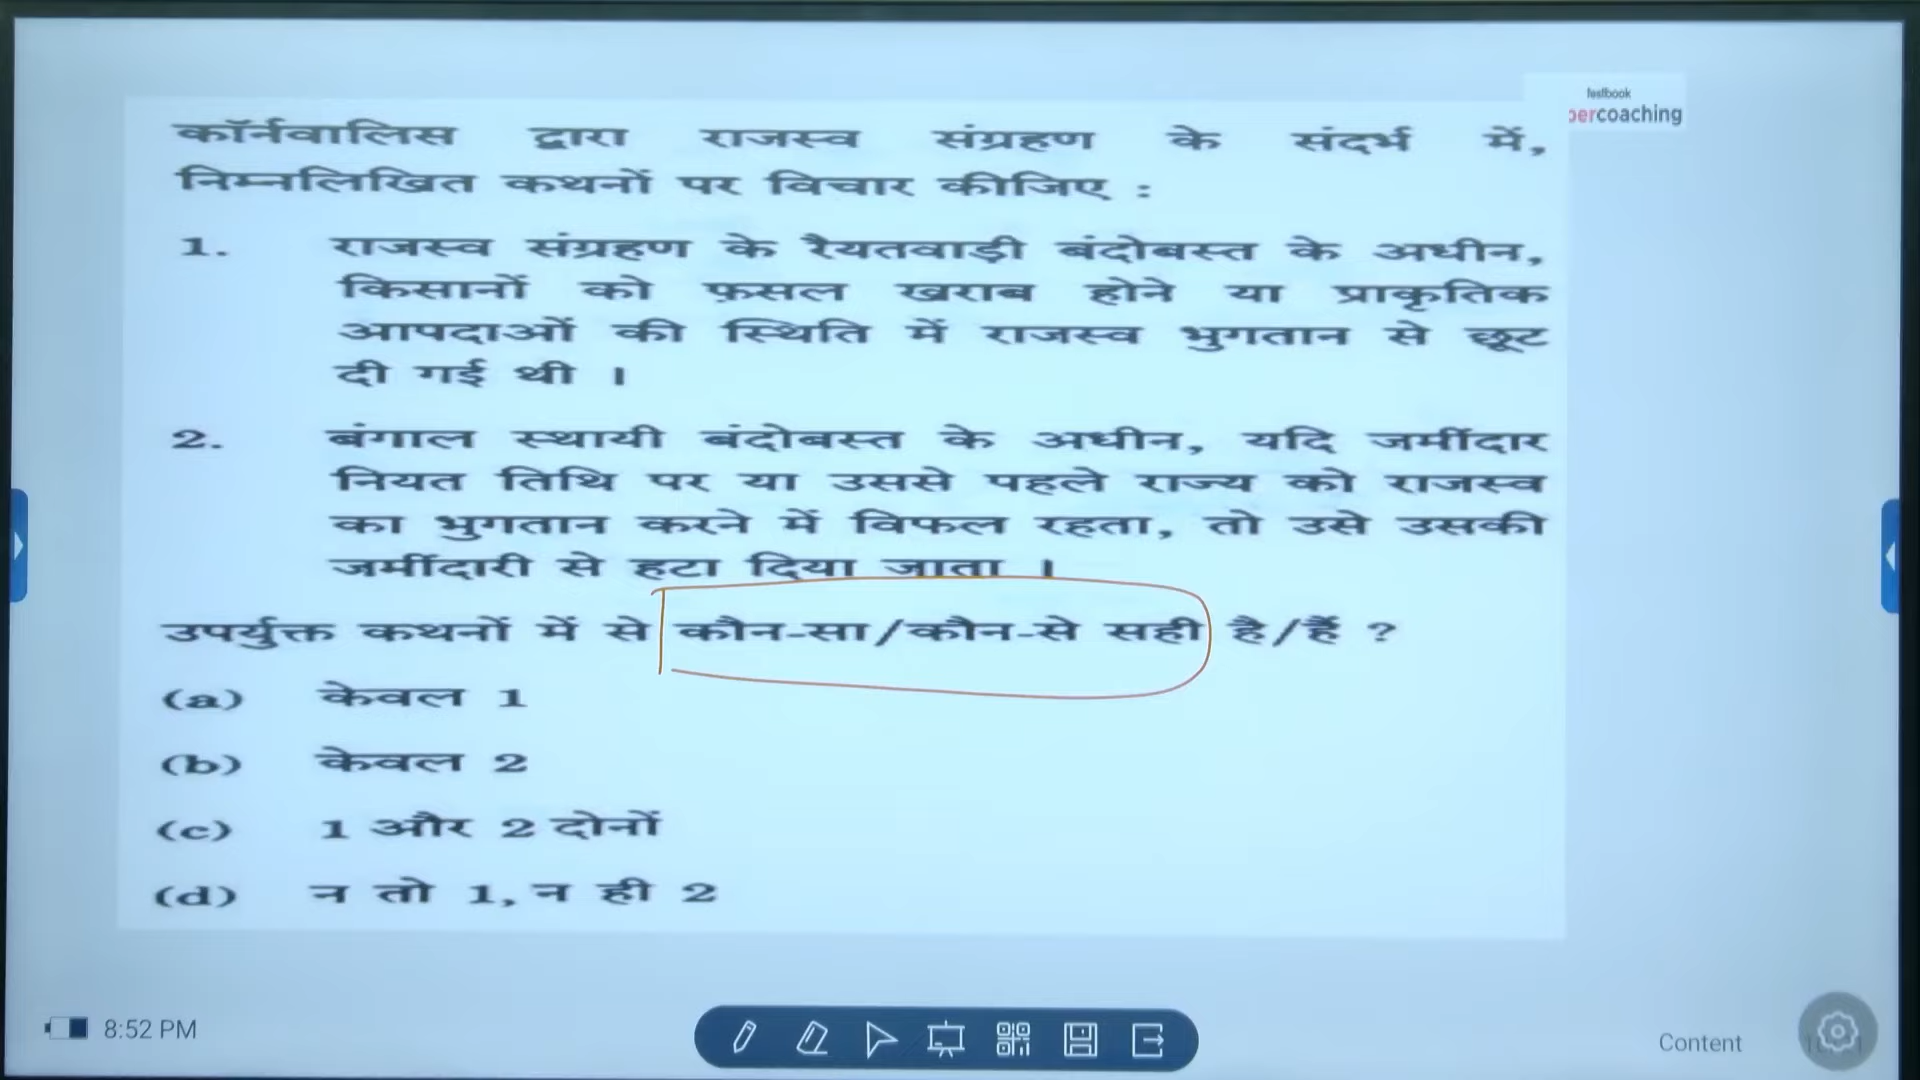 testbook
percoaching
कॉर्नवालिस द्वारा राजस्व संग्रहण के संदर्भ में,
निम्नलिखित कथनों पर विचार कीजिए :
1. राजस्व संग्रहण के रैयतवाड़ी बंदोबस्त के अधीन,
किसानों को फ़सल खराब होने या प्राकृतिक
आपदाओं की स्थिति में राजस्व भुगतान से छूट
दी गई थी ।
2. बंगाल स्थायी बंदोबस्त के अधीन, यदि जमींदार
नियत तिथि पर या उससे पहले राज्य को राजस्व
का भुगतान करने में विफल रहता, तो उसे उसकी
जमींदारी से हटा दिया जाता ।
उपर्युक्त कथनों में से कौन-सा/कौन-से सही है/हैं ?
(a) केवल 1
(b) केवल 2
(c) 1 और 2 दोनों
(d) न तो 1, न ही 2
8:52 PM
Content